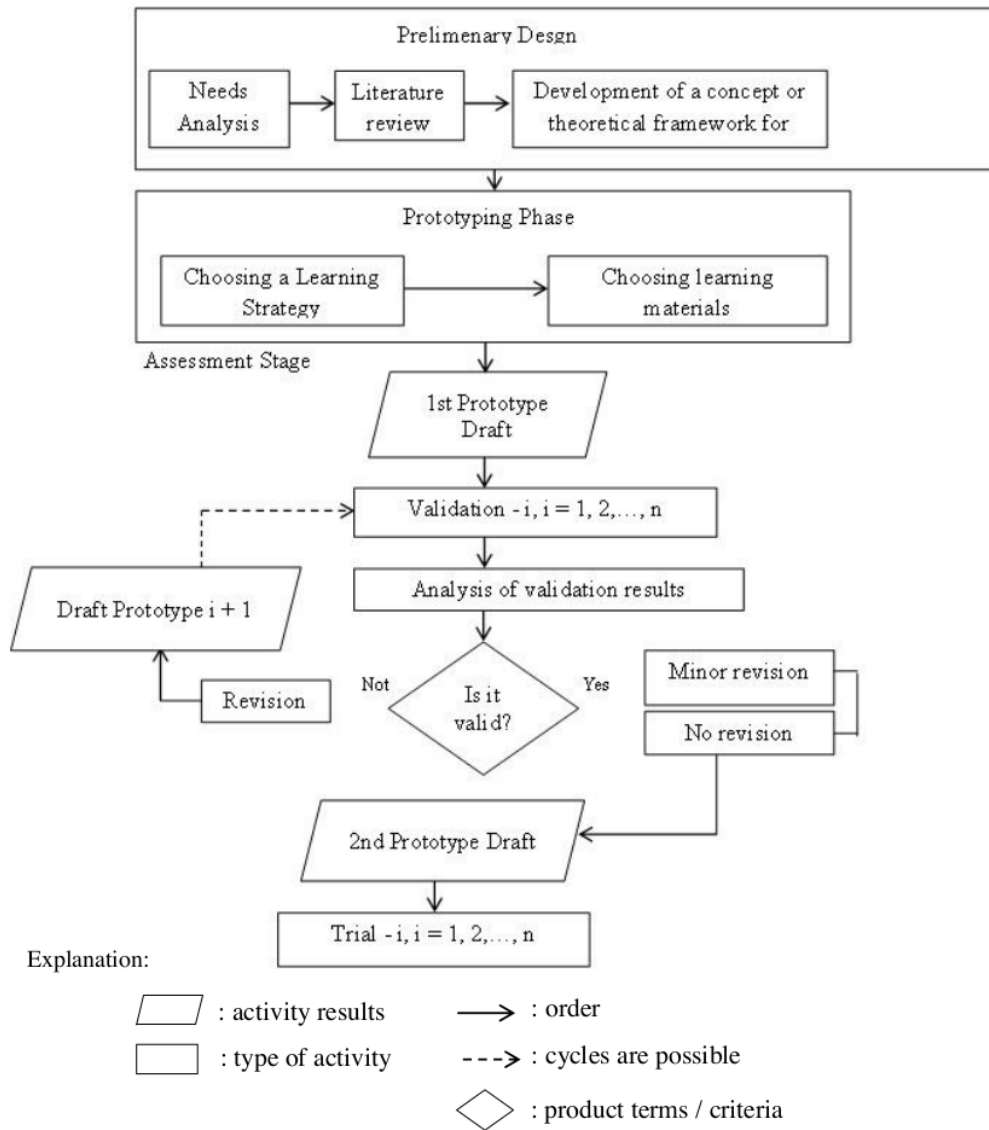 Prelimenary Desgn
Needs
Analysis
Literature
review
Development of a concept or
theoretical framework for
Prototyping Phase
Choosing a Learning
Strategy
Choosing learning
materials
Assessment Stage
1st Prototype
Draft
Validation - i, i = 1, 2,..., n
Draft Prototype i + 1
Analysis of validation results
Not
Is it
valid?
Yes
Minor revision
Revision
No revision
2nd Prototype Draft
Trial - i, i = 1, 2,..., n
Explanation:
: activity results
: order
: type of activity
: cycles are possible
: product terms / criteria